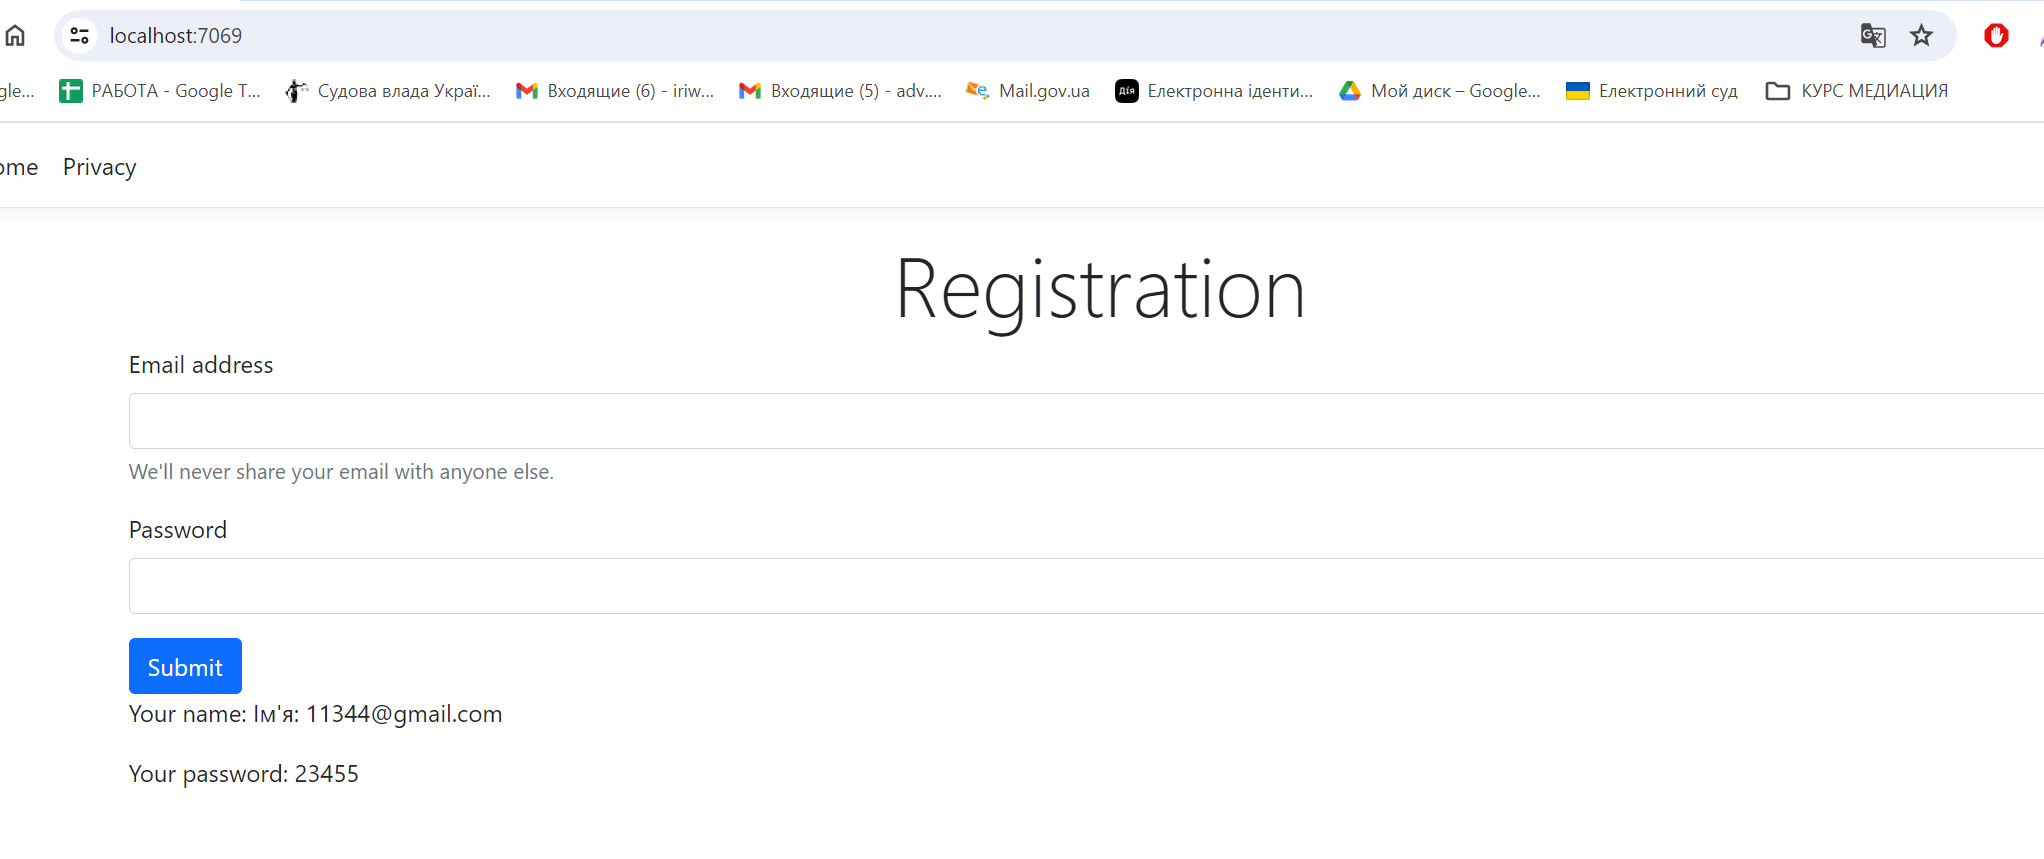 localhost:7069
gle... РАБОТА - Google Т... Судова влада Украї... Входящие (6) - iriw... Входящие (5) - adv.... Mail.gov.ua Дія Електронна іденти... Мой диск – Google... Електронний суд КУРС МЕДИАЦИЯ
ome Privacy
Registration
Email address
We'll never share your email with anyone else.
Password
Submit
Your name: Ім'я: 11344@gmail.com
Your password: 23455